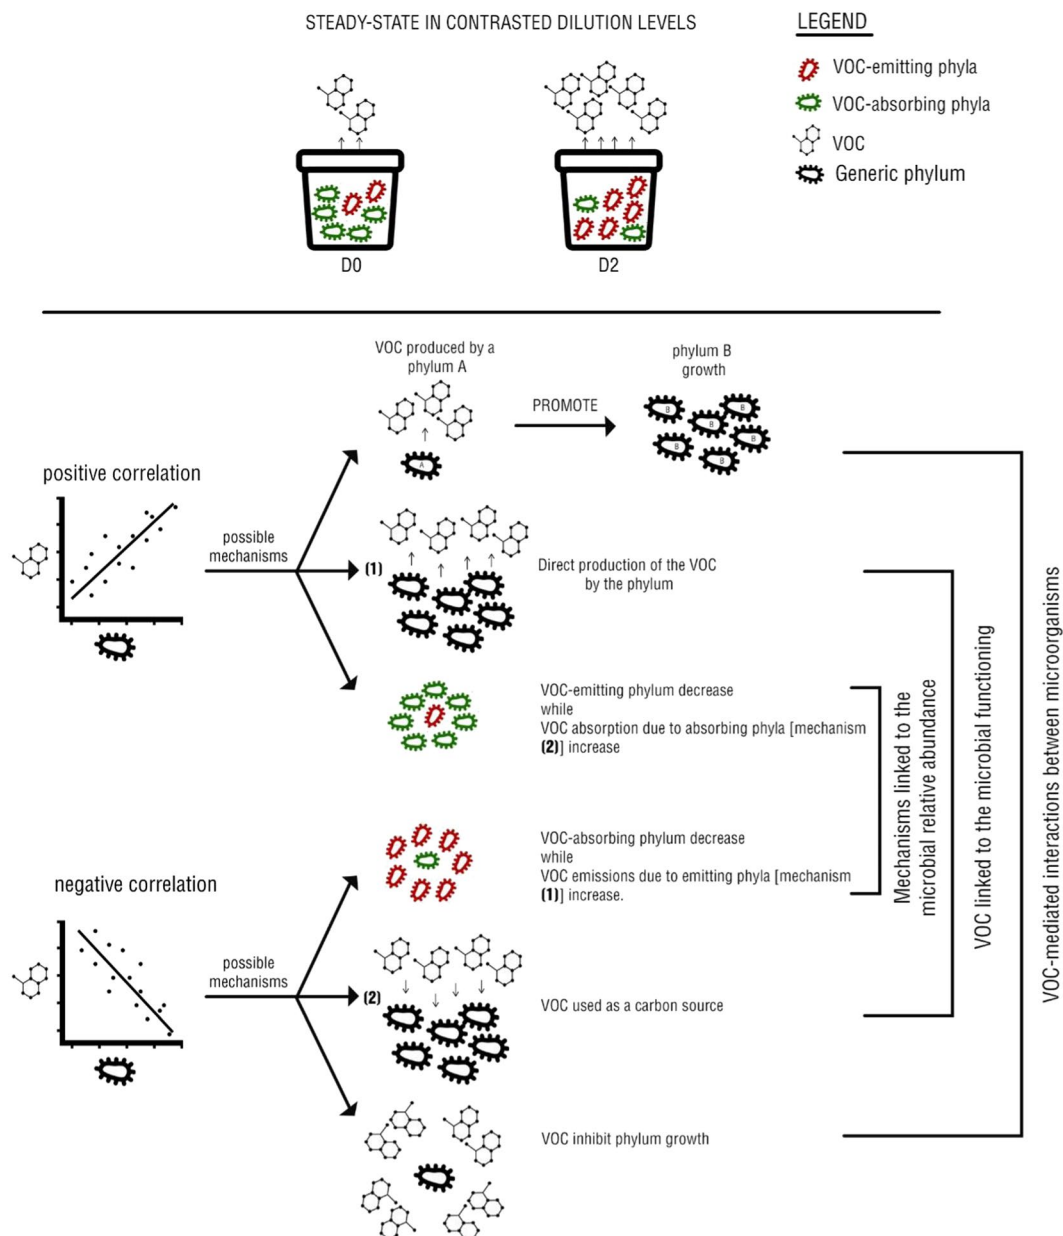 STEADY-STATE IN CONTRASTED DILUTION LEVELS
LEGEND
VOC-emitting phyla
VOC-absorbing phyla
VOC
Generic phylum
D0
D2
VOC produced by a
phylum A
A
PROMOTE
phylum B
growth
B
B
B
B
B
B
positive correlation
possible
mechanisms
(1)
Direct production of the VOC
by the phylum
VOC-emitting phylum decrease
while
VOC absorption due to absorbing phyla [mechanism
(2)] increase
negative correlation
possible
mechanisms
VOC-absorbing phylum decrease
while
VOC emissions due to emitting phyla [mechanism
(1)] increase.
(2)
VOC used as a carbon source
VOC inhibit phylum growth
Mechanisms linked to the
microbial relative abundance
VOC linked to the microbial functioning
VOC-mediated interactions between microorganisms